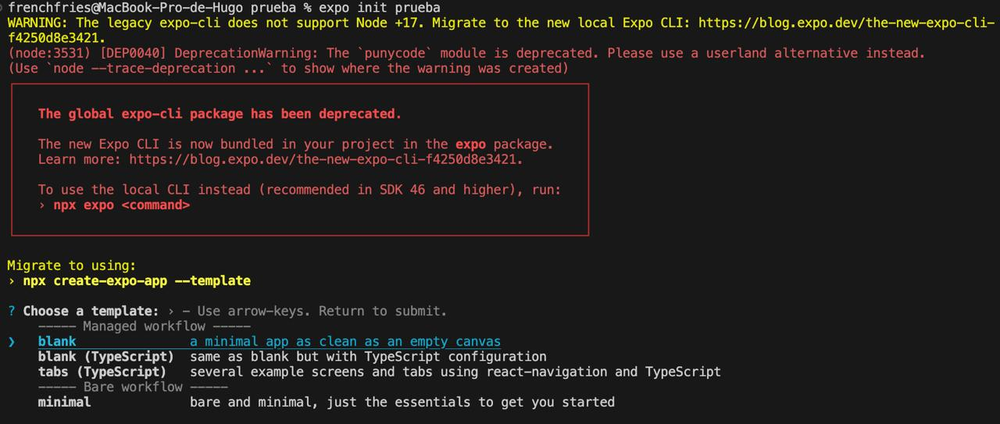 frenchfries@MacBook-Pro-de-Hugo prueba % expo init prueba
WARNING: The legacy expo-cli does not support Node +17. Migrate to the new local Expo CLI: https://blog.expo.dev/the-new-expo-cli-
f4250d8e3421.
(node:3531) [DEP0040] DeprecationWarning: The `punycode` module is deprecated. Please use a userland alternative instead.
(Use `node --trace-deprecation ...` to show where the warning was created)
The global expo-cli package has been deprecated.
The new Expo CLI is now bundled in your project in the expo package.
Learn more: https://blog.expo.dev/the-new-expo-cli-f4250d8e3421.
To use the local CLI instead (recommended in SDK 46 and higher), run:
› npx expo <command>
Migrate to using:
› npx create-expo-app --template
? Choose a template: › - Use arrow-keys. Return to submit.
----- Managed workflow -----
❯ blank a minimal app as clean as an empty canvas
blank (TypeScript) same as blank but with TypeScript configuration
tabs (TypeScript) several example screens and tabs using react-navigation and TypeScript
----- Bare workflow -----
minimal bare and minimal, just the essentials to get you started